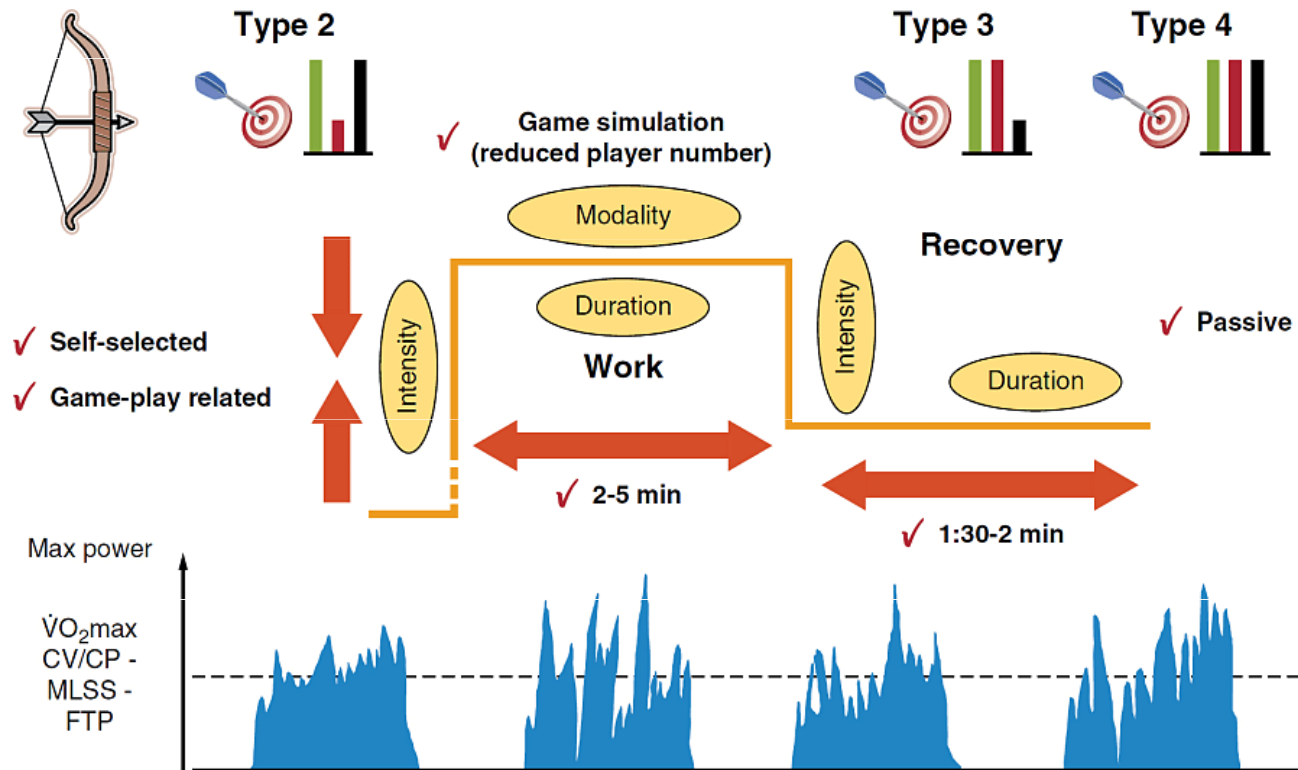 Type 2
Type 3
Type 4
✓ Game simulation
(reduced player number)
Modality
Recovery
Duration
Intensity
Intensity
✓ Self-selected
✓ Passive
Work
Duration
✓ Game-play related
✓ 2-5 min
✓ 1:30-2 min
Max power
V̇O₂max
CV/CP -
MLSS -
FTP